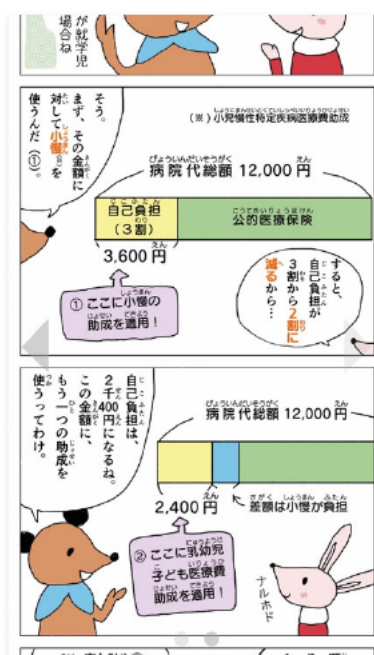 が就学児
場合ね
そう。
まず、その金額に
対して小慢(※)を
使うんだ(①)。
(※)小児慢性特定疾病医療費助成
病院代総額 12,000円
自己負担
(3割)
公的医療保険
3,600円
① ここに小慢の
助成を適用!
すると、
自己負担が
3割から2割に
減るから…
自己負担は、
2千400円になるね。
この金額に、
もう一つの助成を
使うってわけ。
病院代総額 12,000円
2,400円
差額は小慢が負担
② ここに乳幼児
子ども医療費
助成を適用!
ナルホド